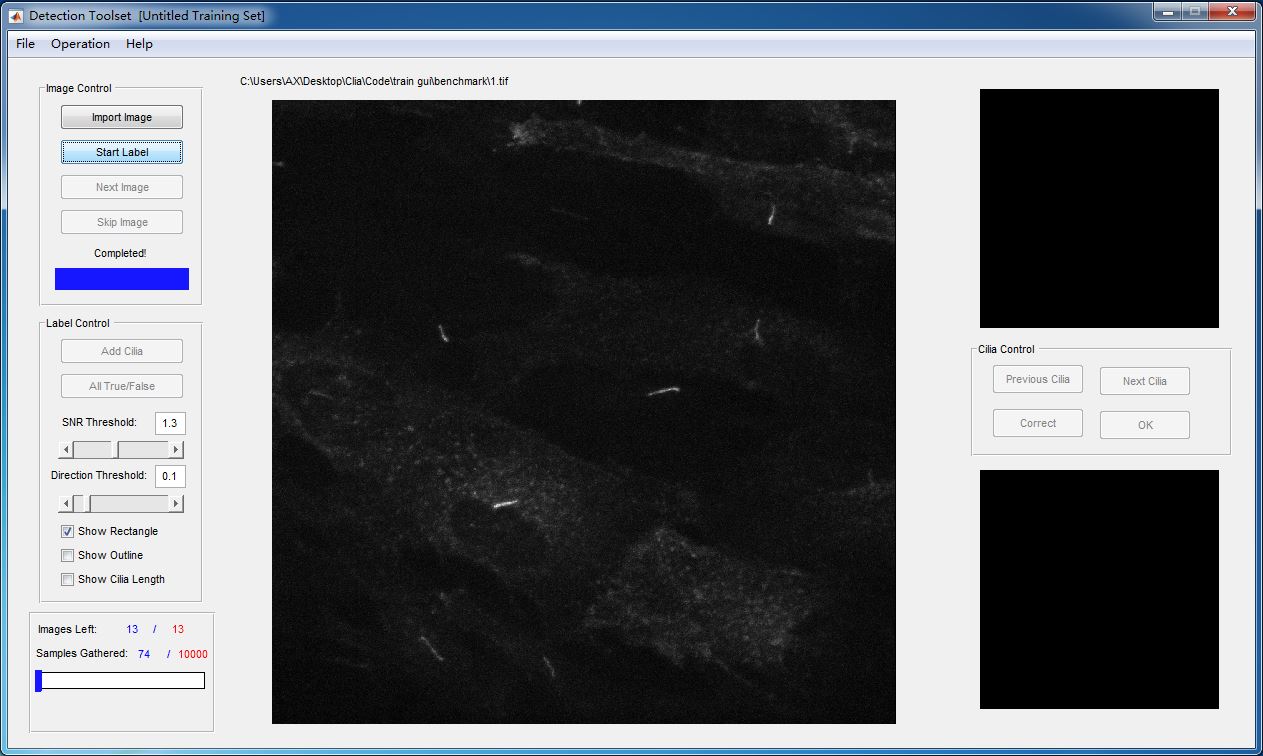 Detection Toolset [Untitled Training Set]
File Operation Help
C:\Users\AX\Desktop\Clia\Code\train gui\benchmark\1.tif
Image Control
Import Image
Start Label
Next Image
Skip Image
Completed!
Label Control
Add Cilia
All True/False
SNR Threshold: 1.3
Direction Threshold: 0.1
Show Rectangle
Show Outline
Show Cilia Length
Images Left: 13 / 13
Samples Gathered: 74 / 10000
Cilia Control
Previous Cilia Next Cilia
Correct OK